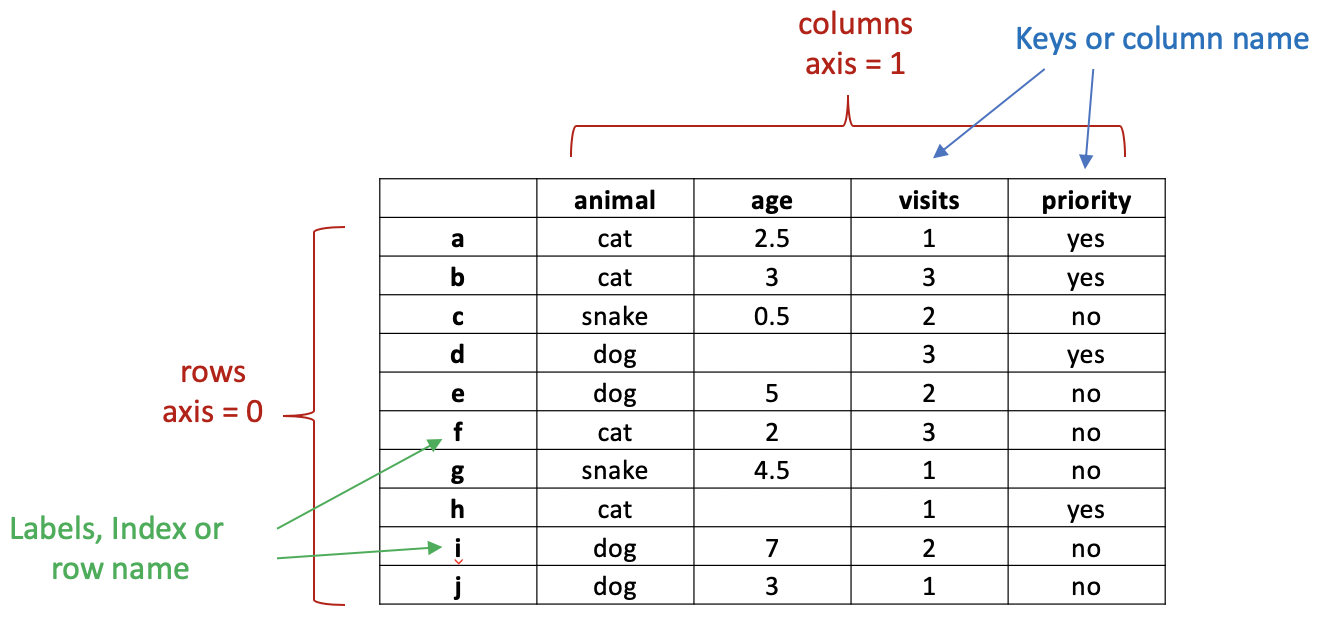 columns
axis = 1
Keys or column name
animal age visits priority
a cat 2.5 1 yes
b cat 3 3 yes
c snake 0.5 2 no
d dog 3 yes
e dog 5 2 no
f cat 2 3 no
g snake 4.5 1 no
h cat 1 yes
i dog 7 2 no
j dog 3 1 no
rows
axis = 0
Labels, Index or
row name